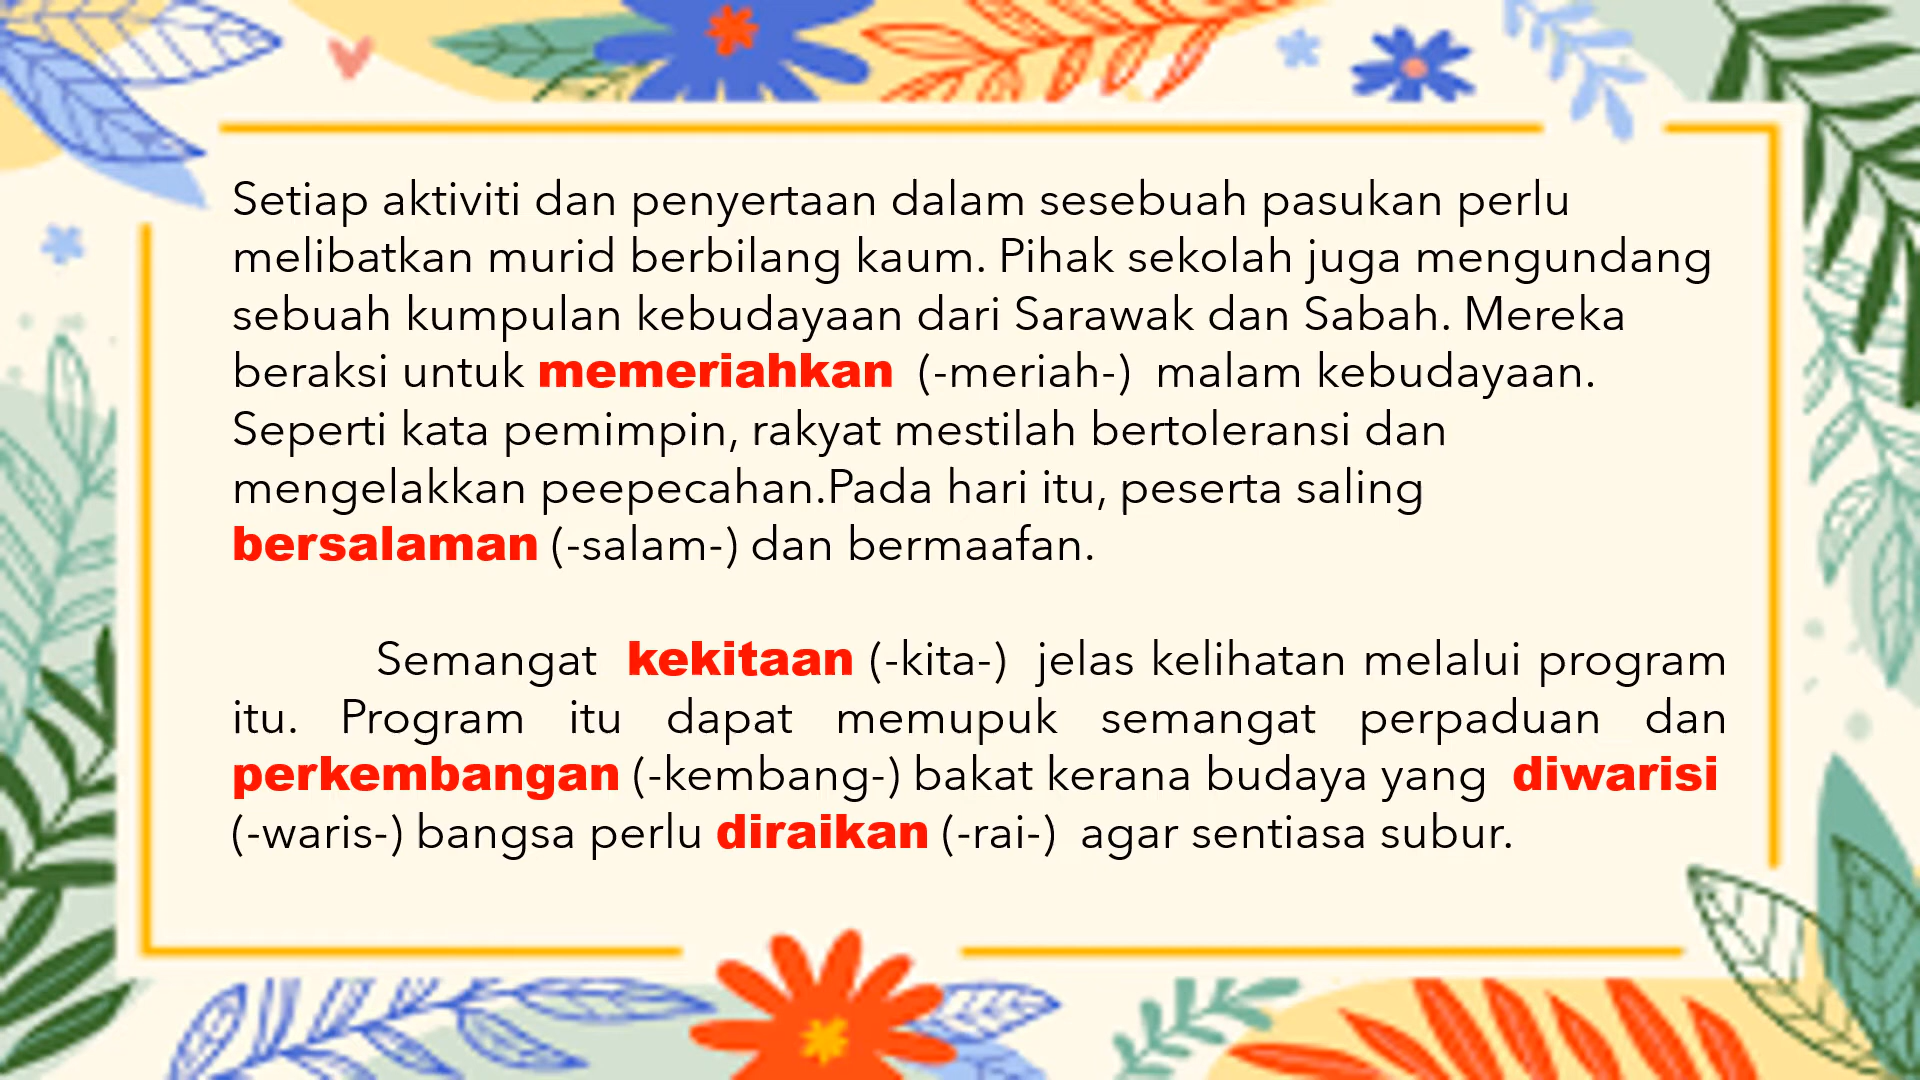 Setiap aktiviti dan penyertaan dalam sesebuah pasukan perlu
melibatkan murid berbilang kaum. Pihak sekolah juga mengundang
sebuah kumpulan kebudayaan dari Sarawak dan Sabah. Mereka
beraksi untuk memeriahkan (-meriah-) malam kebudayaan.
Seperti kata pemimpin, rakyat mestilah bertoleransi dan
mengelakkan peepecahan.Pada hari itu, peserta saling
bersalaman (-salam-) dan bermaafan.
Semangat kekitaan (-kita-) jelas kelihatan melalui program
itu. Program itu dapat memupuk semangat perpaduan dan
perkembangan (-kembang-) bakat kerana budaya yang diwarisi
(-waris-) bangsa perlu diraikan (-rai-) agar sentiasa subur.